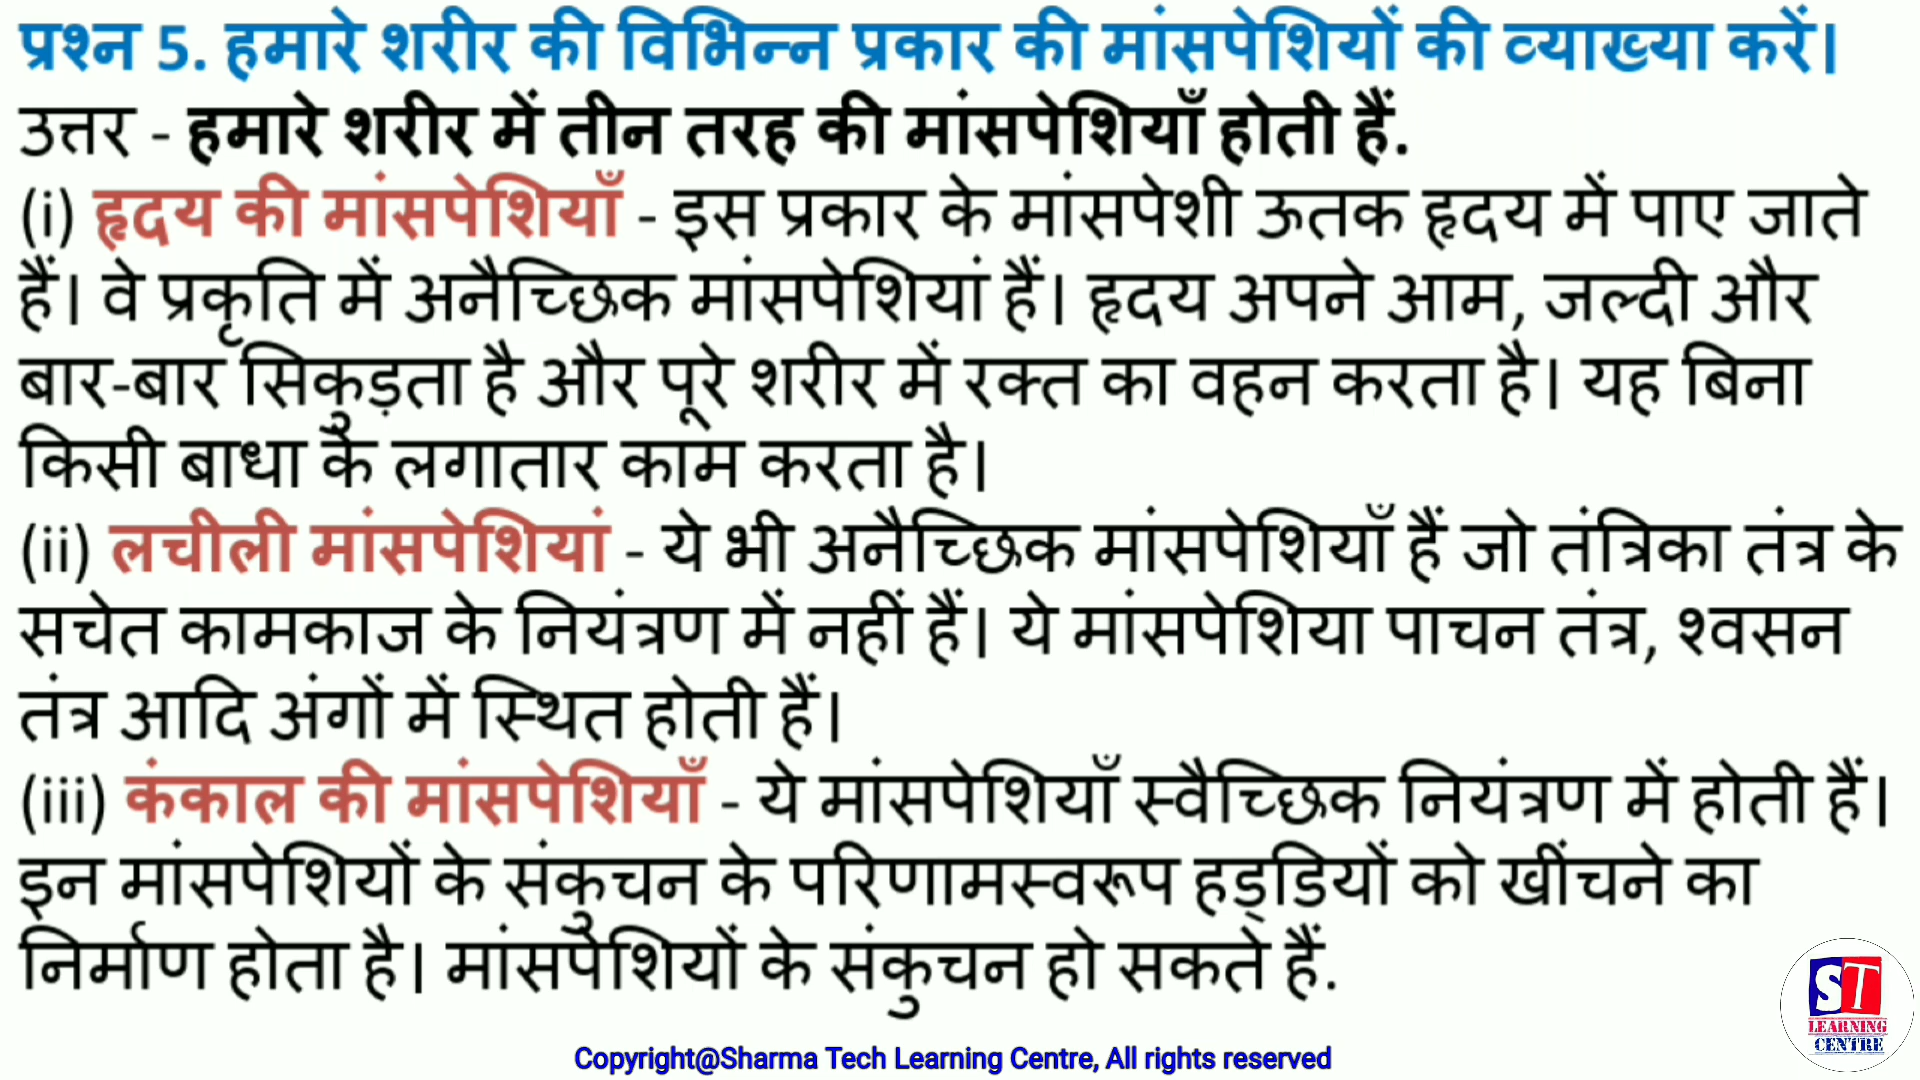 प्रश्न 5. हमारे शरीर की विभिन्न प्रकार की मांसपेशियों की व्याख्या करें।
उत्तर - हमारे शरीर में तीन तरह की मांसपेशियाँ होती हैं.
(i) हृदय की मांसपेशियाँ - इस प्रकार के मांसपेशी ऊतक हृदय में पाए जाते
हैं। वे प्रकृति में अनैच्छिक मांसपेशियां हैं। हृदय अपने आम, जल्दी और
बार-बार सिकुड़ता है और पूरे शरीर में रक्त का वहन करता है। यह बिना
किसी बाधा के लगातार काम करता है।
(ii) लचीली मांसपेशियां - ये भी अनैच्छिक मांसपेशियाँ हैं जो तंत्रिका तंत्र के
सचेत कामकाज के नियंत्रण में नहीं हैं। ये मांसपेशिया पाचन तंत्र, श्वसन
तंत्र आदि अंगों में स्थित होती हैं।
(iii) कंकाल की मांसपेशियाँ - ये मांसपेशियाँ स्वैच्छिक नियंत्रण में होती हैं।
इन मांसपेशियों के संकुचन के परिणामस्वरूप हड्डियों को खींचने का
निर्माण होता है। मांसपेशियों के संकुचन हो सकते हैं.
Copyright@Sharma Tech Learning Centre, All rights reserved
ST
LEARNING
CENTRE